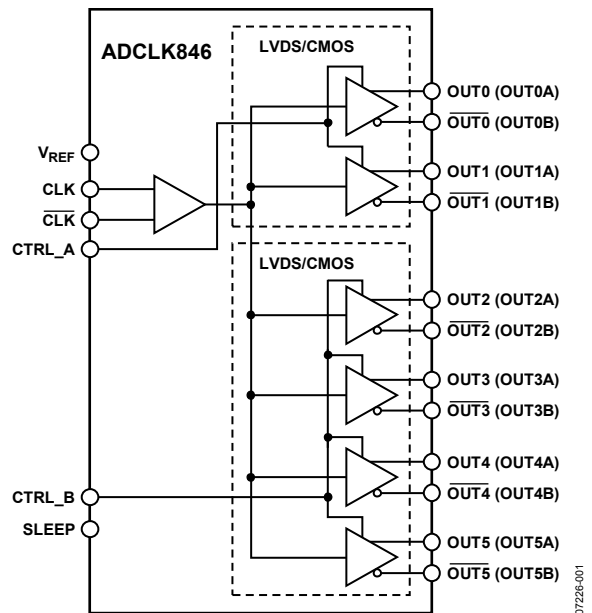 ADCLK846
LVDS/CMOS
OUT0 (OUT0A)
OUT0 (OUT0B)
OUT1 (OUT1A)
OUT1 (OUT1B)
VREF
CLK
CLK
CTRL_A
LVDS/CMOS
OUT2 (OUT2A)
OUT2 (OUT2B)
OUT3 (OUT3A)
OUT3 (OUT3B)
OUT4 (OUT4A)
OUT4 (OUT4B)
CTRL_B
SLEEP
OUT5 (OUT5A)
OUT5 (OUT5B)
07226-001